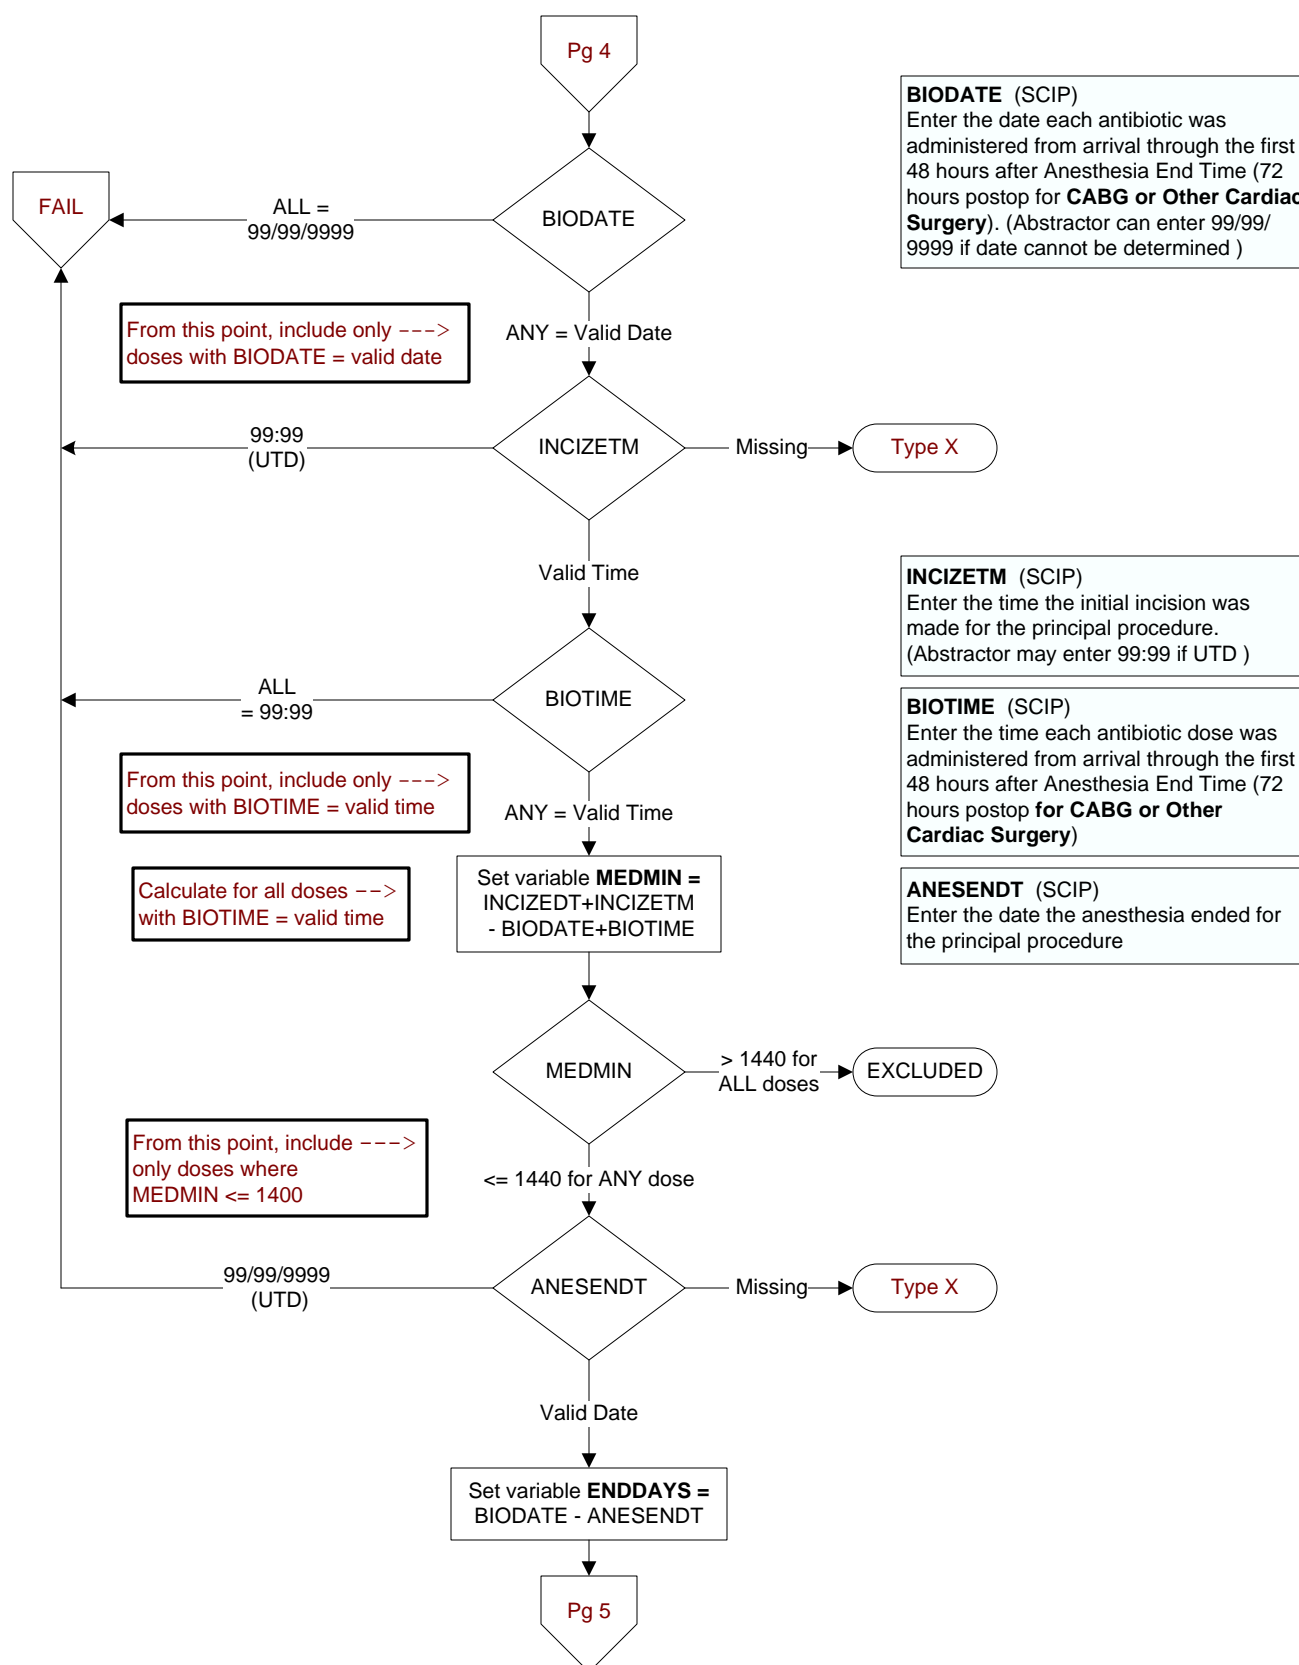 Pg 4
BIODATE (SCIP)
Enter the date each antibiotic was
administered from arrival through the first
48 hours after Anesthesia End Time (72
hours postop for CABG or Other Cardiac
Surgery). (Abstractor can enter 99/99/
9999 if date cannot be determined )
FAIL
ALL =
99/99/9999
BIODATE
From this point, include only --->
doses with BIODATE = valid date
ANY = Valid Date
99:99
(UTD)
INCIZETM
Missing
Type X
Valid Time
INCIZETM (SCIP)
Enter the time the initial incision was
made for the principal procedure.
(Abstractor may enter 99:99 if UTD )
ALL
= 99:99
BIOTIME
BIOTIME (SCIP)
Enter the time each antibiotic dose was
administered from arrival through the first
48 hours after Anesthesia End Time (72
hours postop for CABG or Other
Cardiac Surgery)
From this point, include only --->
doses with BIOTIME = valid time
ANY = Valid Time
Calculate for all doses -->
with BIOTIME = valid time
Set variable MEDMIN =
INCIZEDT+INCIZETM
- BIODATE+BIOTIME
ANESENDT (SCIP)
Enter the date the anesthesia ended for
the principal procedure
MEDMIN
> 1440 for
ALL doses
EXCLUDED
From this point, include --->
only doses where
MEDMIN <= 1400
<= 1440 for ANY dose
99/99/9999
(UTD)
ANESENDT
Missing
Type X
Valid Date
Set variable ENDDAYS =
BIODATE - ANESENDT
Pg 5